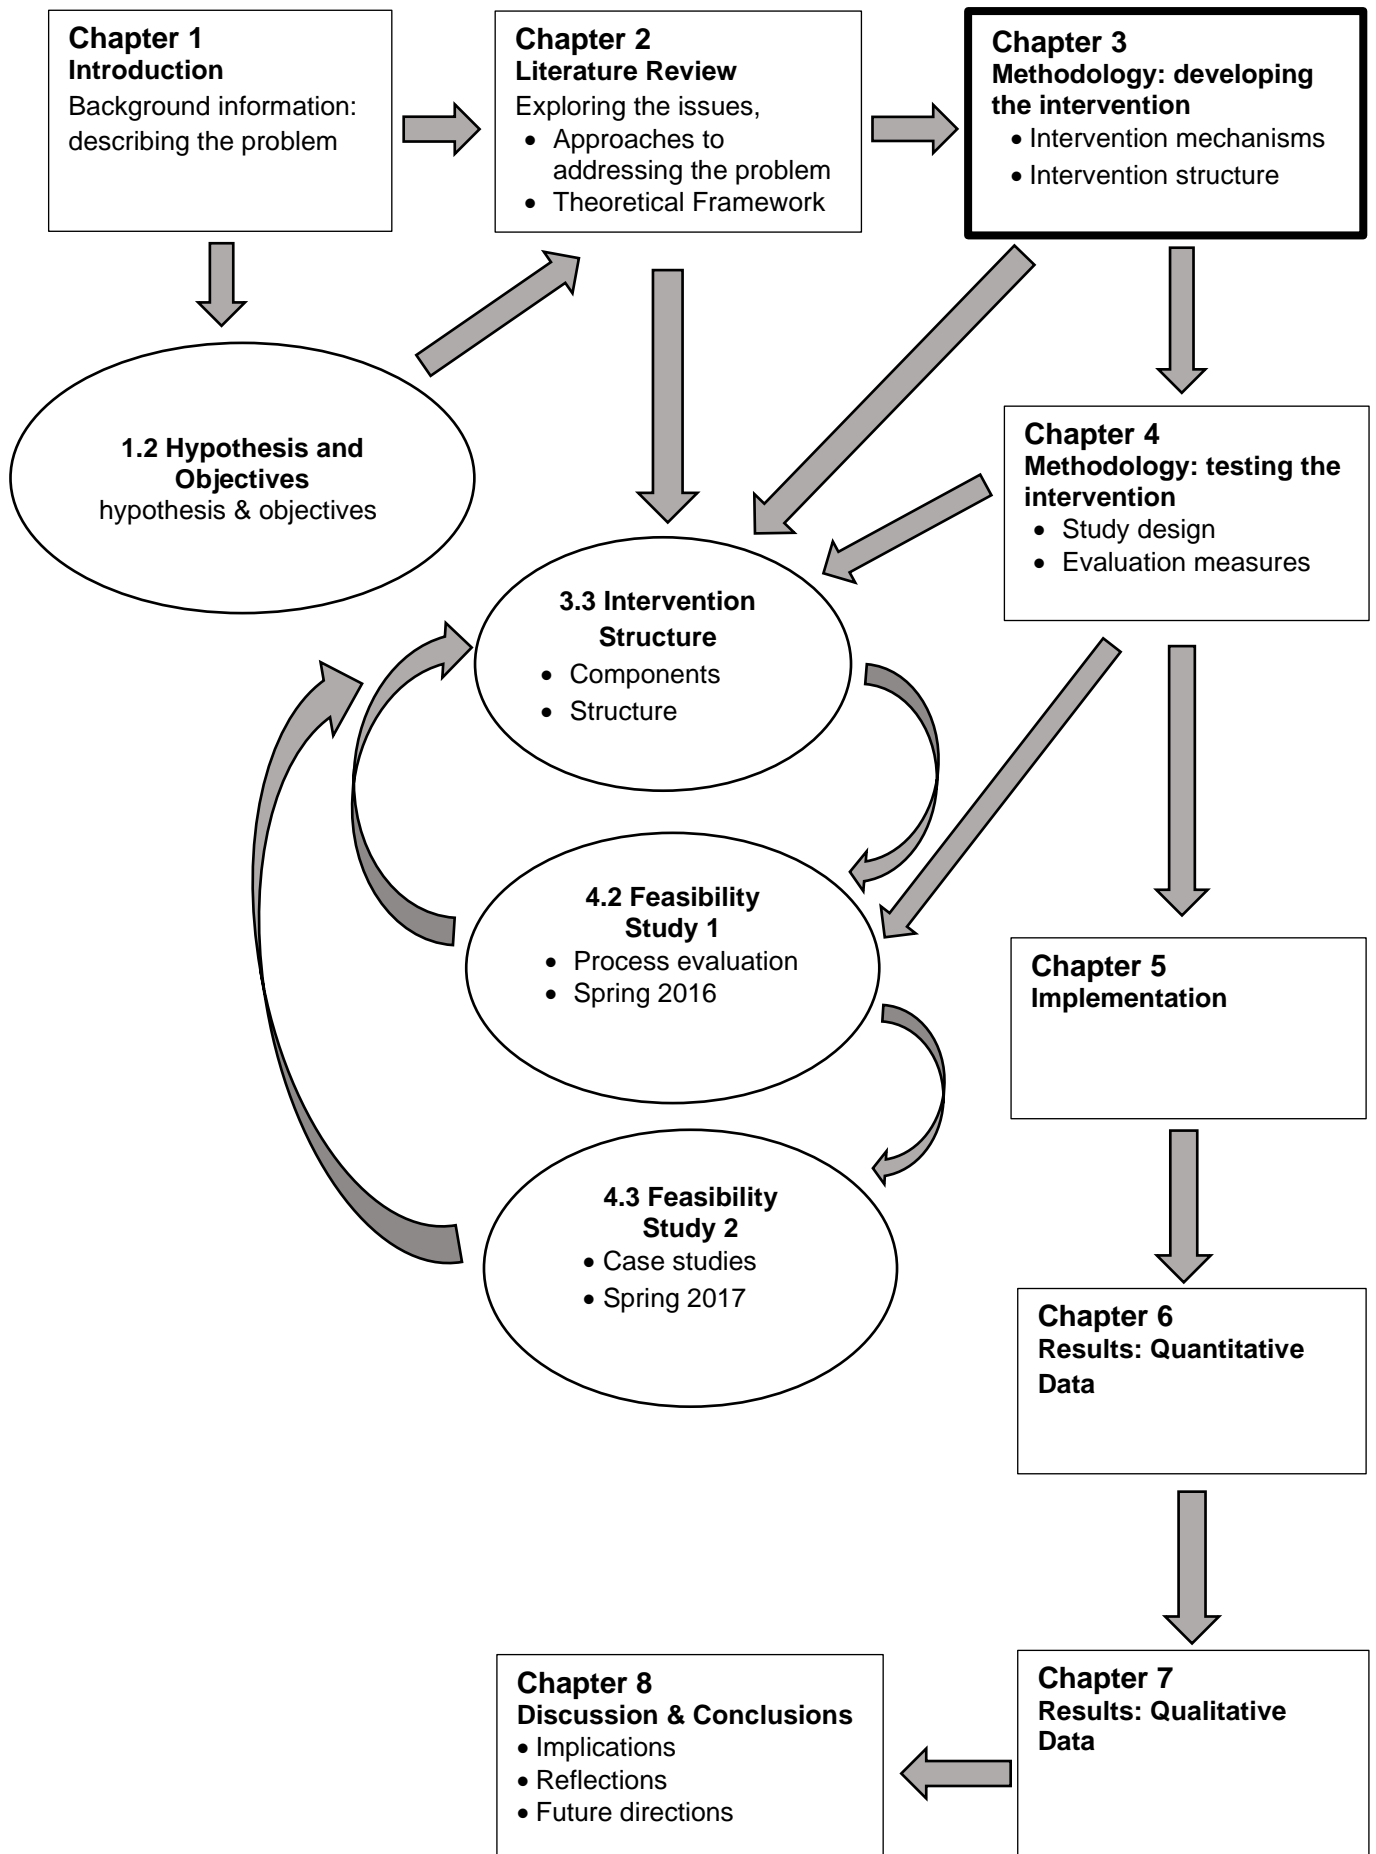 Chapter 1
Introduction
Background information:
describing the problem
Chapter 2
Literature Review
Exploring the issues,
• Approaches to
addressing the problem
• Theoretical Framework
Chapter 3
Methodology: developing
the intervention
• Intervention mechanisms
• Intervention structure
1.2 Hypothesis and
Objectives
hypothesis & objectives
Chapter 4
Methodology: testing the
intervention
• Study design
• Evaluation measures
3.3 Intervention
Structure
• Components
• Structure
4.2 Feasibility
Study 1
• Process evaluation
• Spring 2016
Chapter 5
Implementation
4.3 Feasibility
Study 2
• Case studies
• Spring 2017
Chapter 6
Results: Quantitative
Data
Chapter 7
Results: Qualitative
Data
Chapter 8
Discussion & Conclusions
• Implications
• Reflections
• Future directions